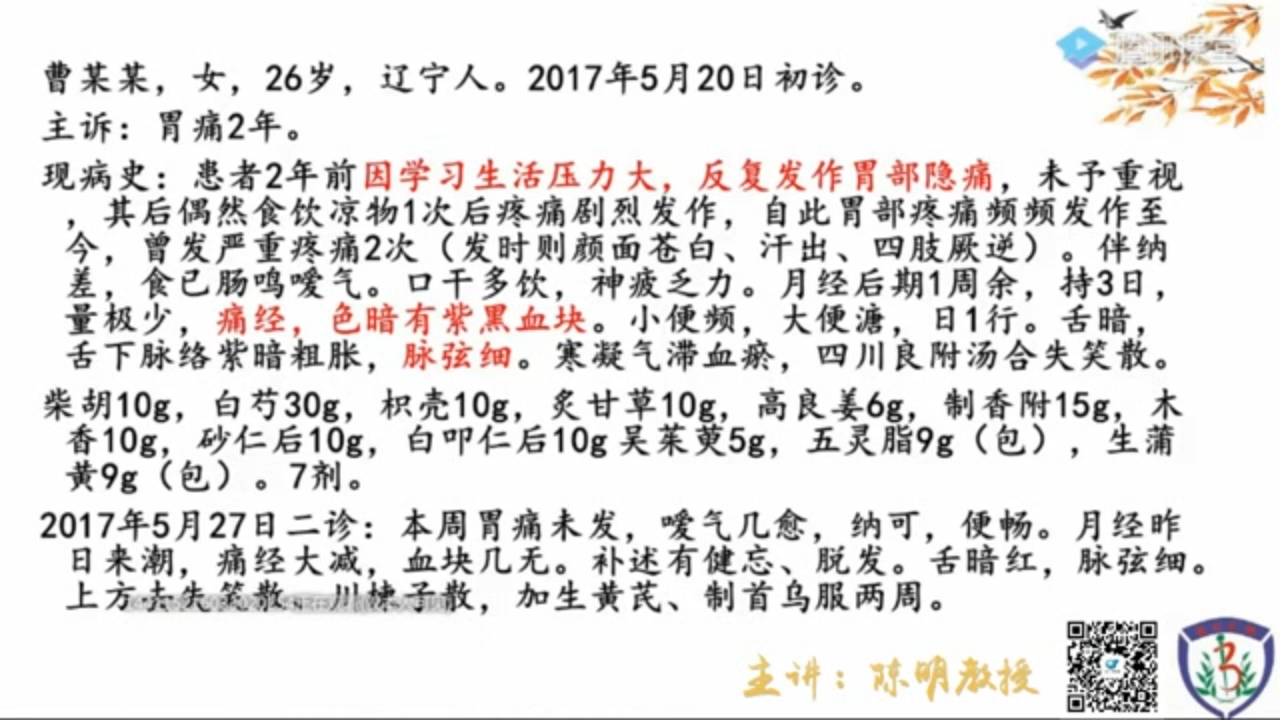 曹某某，女，26岁，辽宁人。2017年5月20日初诊。
主诉：胃痛2年。
现病史：患者2年前因学习生活压力大，反复发作胃部隐痛，未予重视
，其后偶然食饮凉物1次后疼痛剧烈发作，自此胃部疼痛频频发作至
今，曾发严重疼痛2次（发时则颜面苍白、汗出、四肢厥逆）。伴纳
差，食已肠鸣嗳气。口干多饮，神疲乏力。月经后期1周余，持3日，
量极少，痛经，色暗有紫黑血块。小便频，大便溏，日1行。舌暗，
舌下脉络紫暗粗胀，脉弦细。寒凝气滞血瘀，四川良附汤合失笑散。
柴胡10g，白芍30g，枳壳10g，炙甘草10g，高良姜6g，制香附15g，木
香10g，砂仁后10g，白叩仁后10g 吴茱萸5g，五灵脂9g（包），生蒲
黄9g（包）。7剂。
2017年5月27日二诊：本周胃痛未发，嗳气几愈，纳可，便畅。月经昨
日来潮，痛经大减，血块几无。补述有健忘、脱发。舌暗红，脉弦细。
上方去失笑散、川楝子散，加生黄芪、制首乌服两周。
主讲：陈明教授